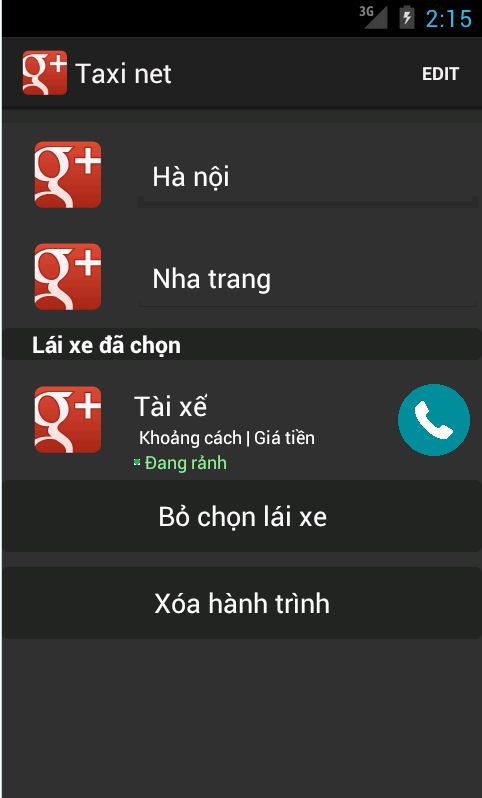 3G 2:15
g+ Taxi net EDIT
g+ Hà nội
g+ Nha trang
Lái xe đã chọn
g+ Tài xế
Khoảng cách | Giá tiền
Đang rảnh
Bỏ chọn lái xe
Xóa hành trình